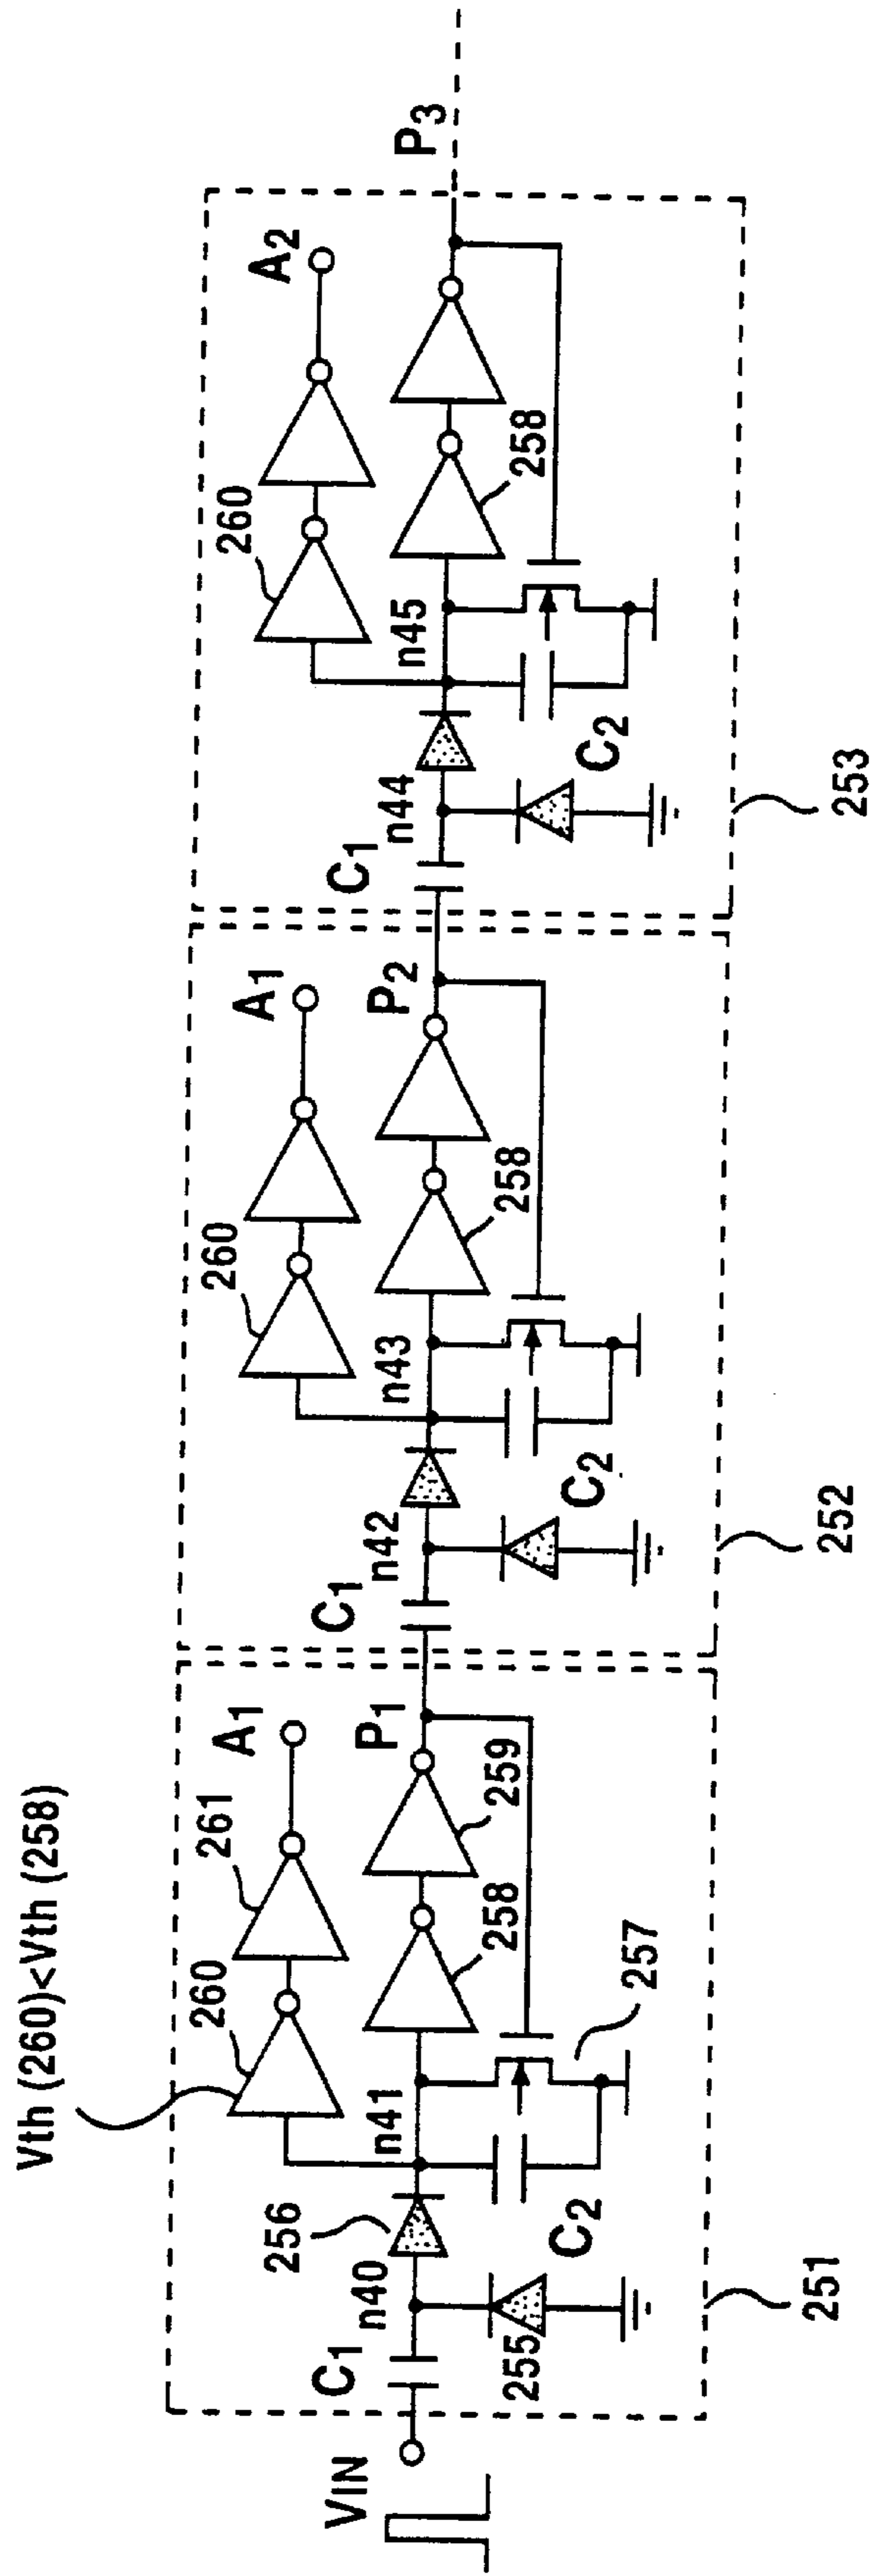 Vth (260)<Vth (258)
VIN
C1
n40
255
256
n41
C2
257
260
261
A1
258
259
P1
251
C1
n42
n43
C2
260
A1
258
P2
252
C1
n44
n45
C2
260
A2
258
P3
253